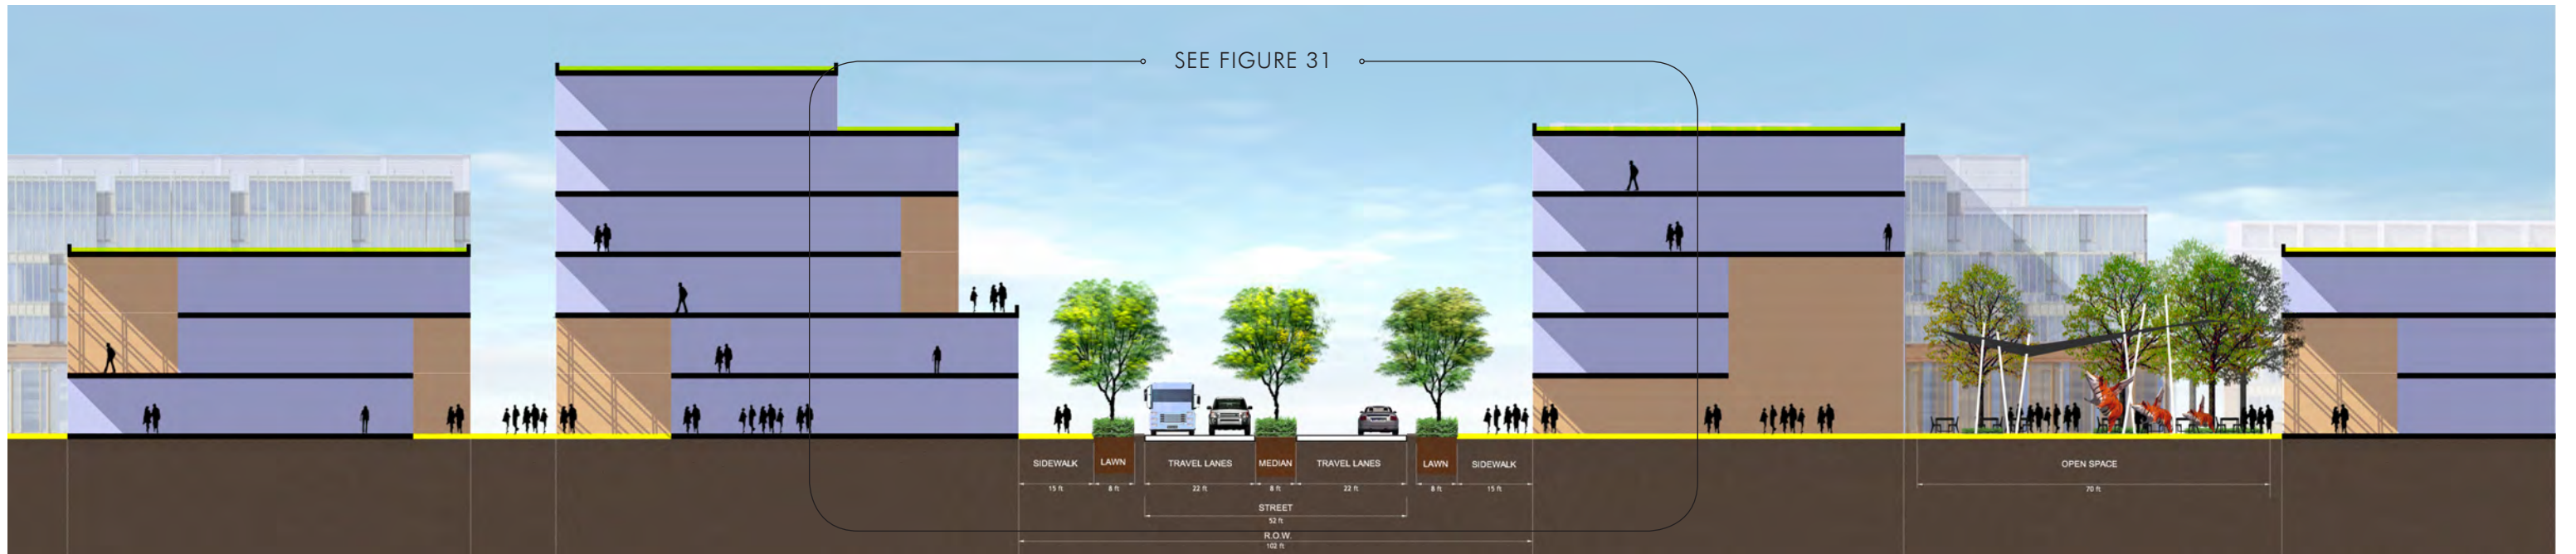 SEE FIGURE 31
SIDEWALK
LAWN
TRAVEL LANES
MEDIAN
TRAVEL LANES
LAWN
SIDEWALK
OPEN SPACE
15 ft
8 ft
22 ft
8 ft
22 ft
8 ft
15 ft
70 ft
STREET
52 ft
R.O.W.
102 ft